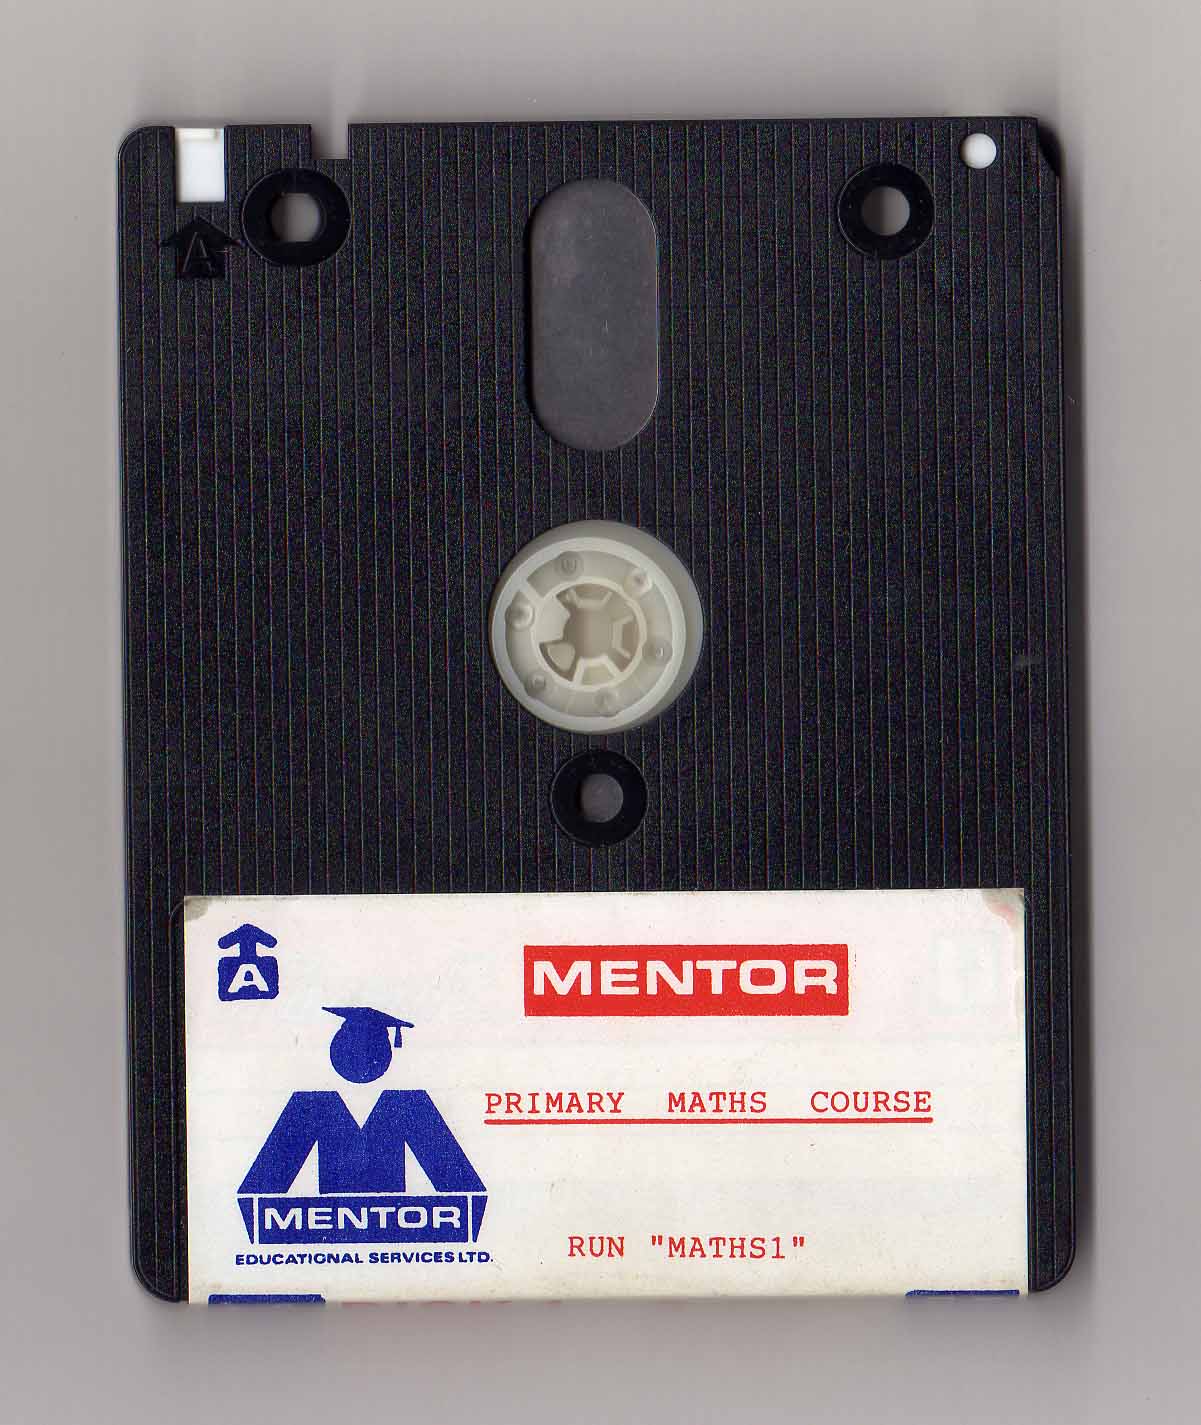 A
A
MENTOR
PRIMARY MATHS COURSE
MENTOR
EDUCATIONAL SERVICES LTD.
RUN "MATHS1"